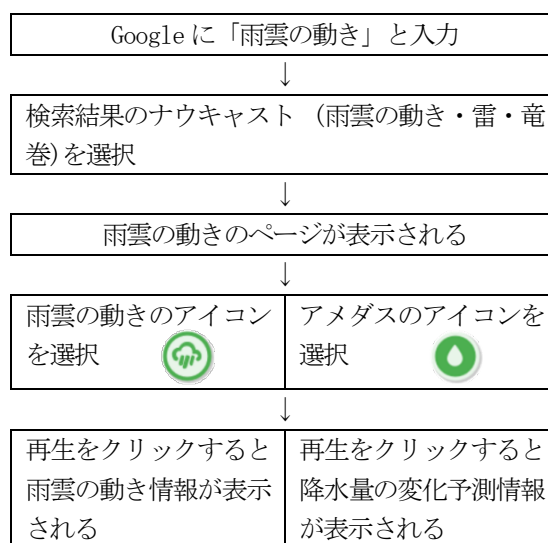 Googleに「雨雲の動き」と入力
↓
検索結果のナウキャスト (雨雲の動き・雷・竜
巻)を選択
↓
雨雲の動きのページが表示される
↓
雨雲の動きのアイコン
を選択
アメダスのアイコンを
選択
↓
再生をクリックすると
雨雲の動き情報が表示
される
再生をクリックすると
降水量の変化予測情報
が表示される